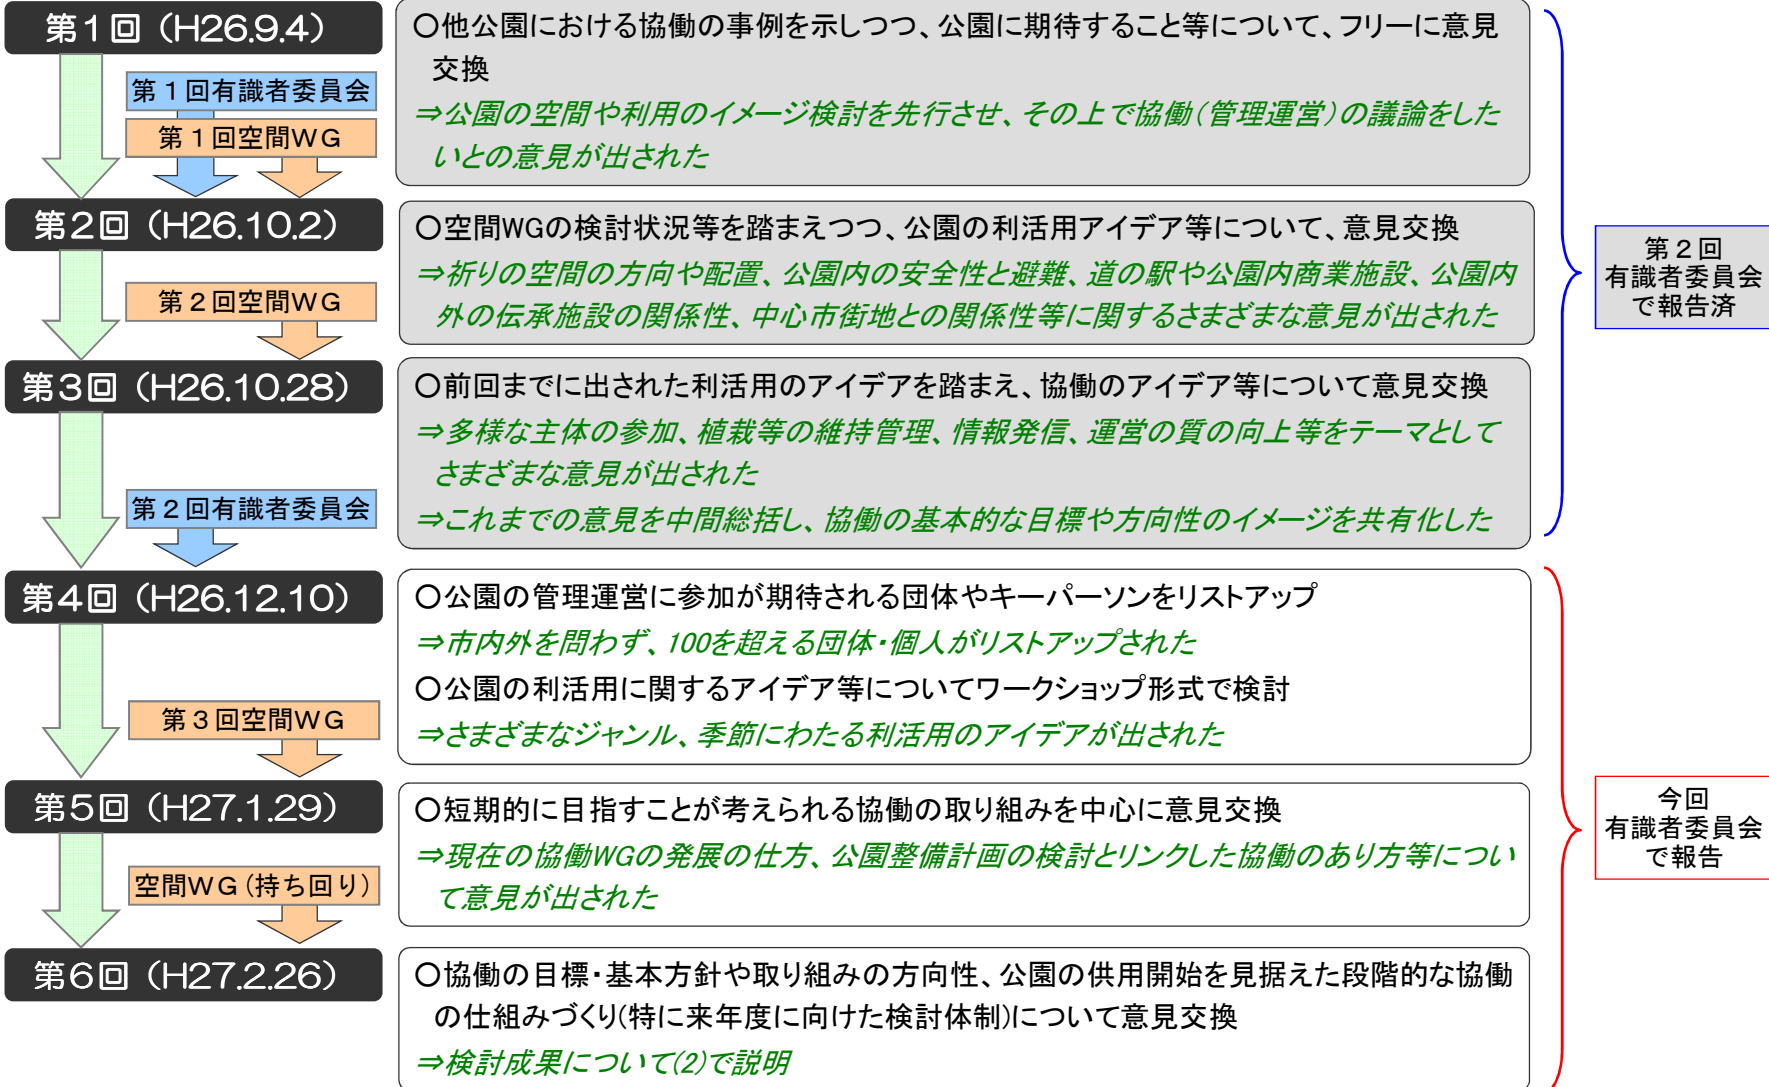 第1回（H26.9.4）
○他公園における協働の事例を示しつつ、公園に期待すること等について、フリーに意見
交換
⇒公園の空間や利用のイメージ検討を先行させ、その上で協働（管理運営）の議論をした
いとの意見が出された
第１回有識者委員会
第１回空間ＷＧ
第2回（H26.10.2）
○空間WGの検討状況等を踏まえつつ、公園の利活用アイデア等について、意見交換
⇒祈りの空間の方向や配置、公園内の安全性と避難、道の駅や公園内商業施設、公園内
外の伝承施設の関係性、中心市街地との関係性等に関するさまざまな意見が出された
第２回空間ＷＧ
第3回（H26.10.28）
○前回までに出された利活用のアイデアを踏まえ、協働のアイデア等について意見交換
⇒多様な主体の参加、植栽等の維持管理、情報発信、運営の質の向上等をテーマとして
さまざまな意見が出された
⇒これまでの意見を中間総括し、協働の基本的な目標や方向性のイメージを共有化した
第２回有識者委員会
第２回
有識者委員会
で報告済
第4回（H26.12.10）
○公園の管理運営に参加が期待される団体やキーパーソンをリストアップ
⇒市内外を問わず、100を超える団体・個人がリストアップされた
○公園の利活用に関するアイデア等についてワークショップ形式で検討
⇒さまざまなジャンル、季節にわたる利活用のアイデアが出された
第３回空間ＷＧ
第5回（H27.1.29）
○短期的に目指すことが考えられる協働の取り組みを中心に意見交換
⇒現在の協働WGの発展の仕方、公園整備計画の検討とリンクした協働のあり方等につい
て意見が出された
空間ＷＧ（持ち回り）
第6回（H27.2.26）
○協働の目標・基本方針や取り組みの方向性、公園の供用開始を見据えた段階的な協働
の仕組みづくり(特に来年度に向けた検討体制)について意見交換
⇒検討成果について(2)で説明
今回
有識者委員会
で報告